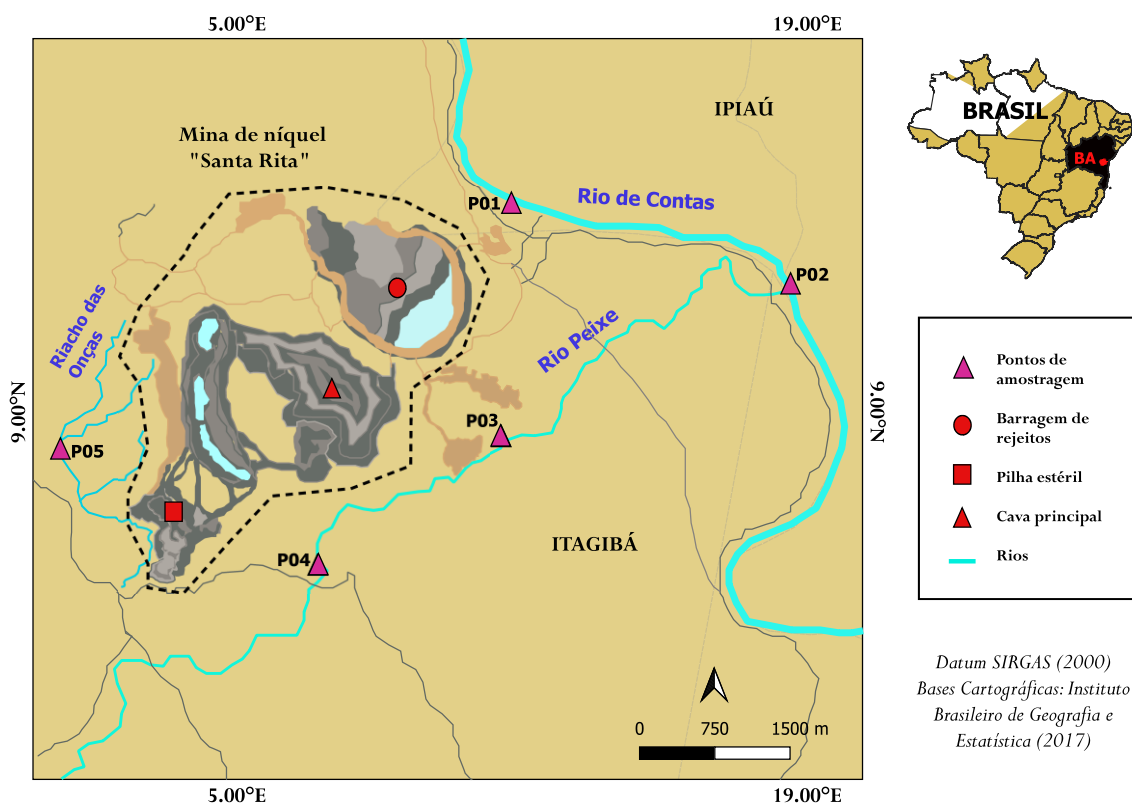 5.00°E
19.00°E
IPIAÚ
Mina de níquel
"Santa Rita"
P01
Rio de Contas
P02
Riacho das
Onças
Rio Peixe
9.00°N
9.00°N
P03
P05
P04
ITAGIBÁ
0 750 1500 m
5.00°E
19.00°E
BRASIL
BA
Pontos de
amostragem
Barragem de
rejeitos
Pilha estéril
Cava principal
Rios
Datum SIRGAS (2000)
Bases Cartográficas: Instituto
Brasileiro de Geografia e
Estatística (2017)